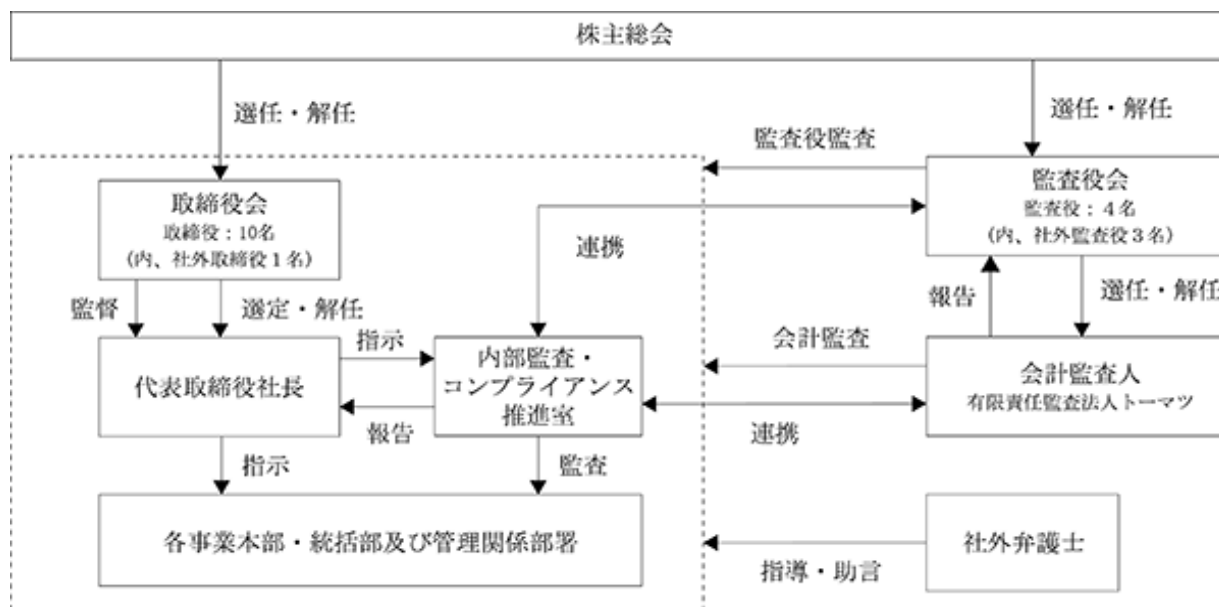 株主総会
選任・解任
選任・解任
監査役監査
取締役会
取締役：10名
(内、社外取締役１名)
監査役会
監査役：４名
(内、社外監査役３名)
連携
監督
選定・解任
報告
選任・解任
指示
会計監査
代表取締役社長
内部監査・
コンプライアンス
推進室
会計監査人
有限責任監査法人トーマツ
報告
連携
指示
監査
各事業本部・統括部及び管理関係部署
社外弁護士
指導・助言